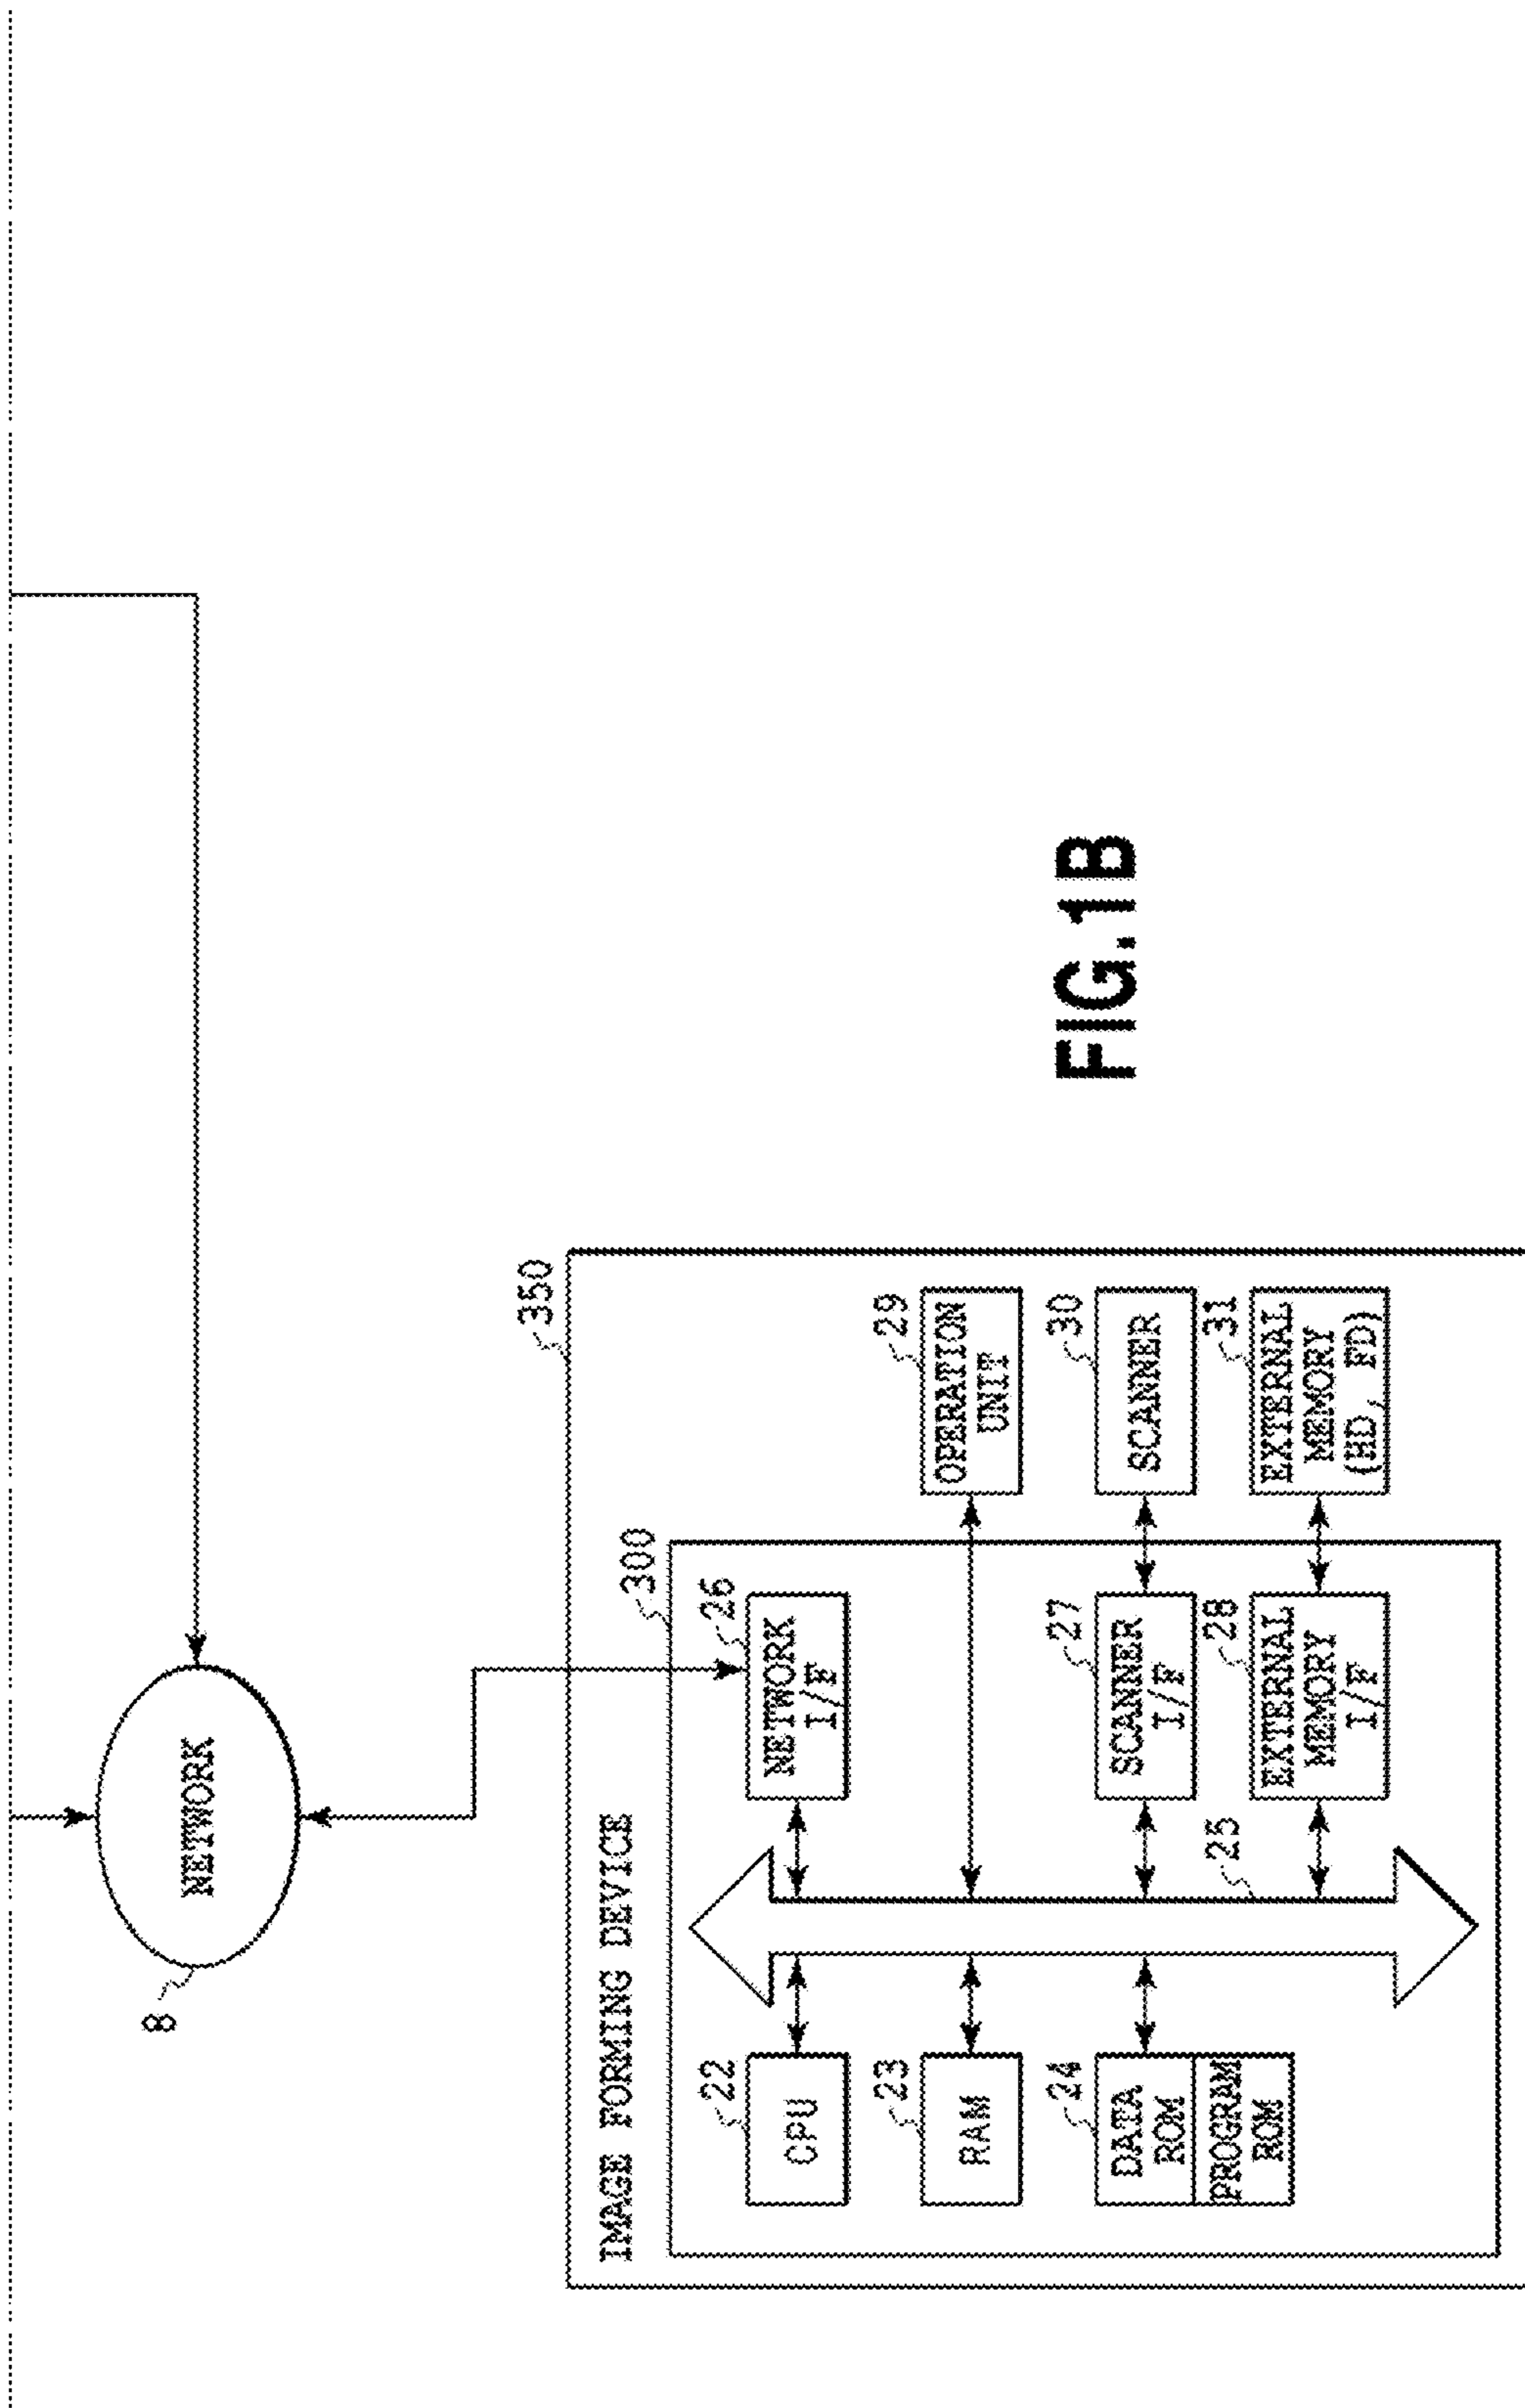 8
NETWORK
350
IMAGE FORMING DEVICE
300
22
CPU
26
NETWORK
I/F
23
RAM
29
OPERATION
UNIT
24
DATA
ROM
PROGRAM
ROM
27
SCANNER
I/F
30
SCANNER
25
28
EXTERNAL
MEMORY
I/F
31
EXTERNAL
MEMORY
(HD, FD)
FIG.1B